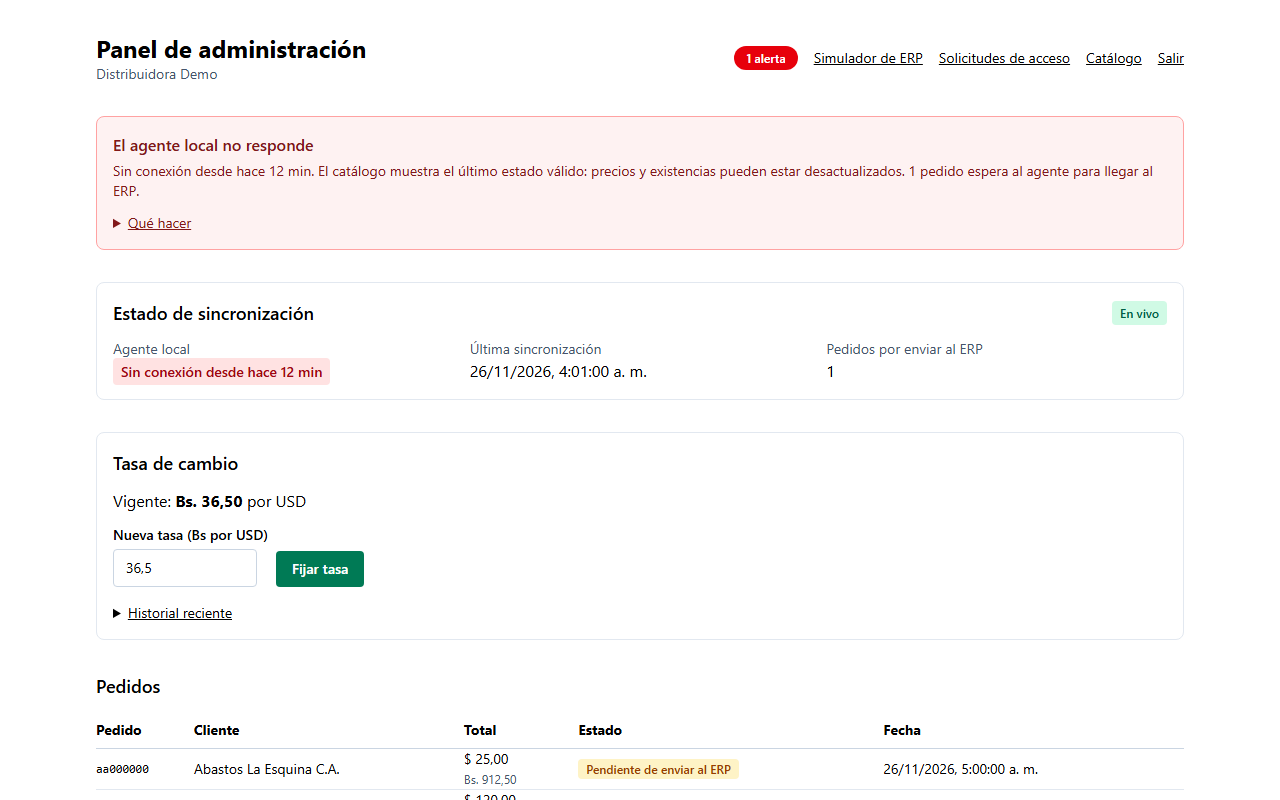 Panel de administración
Distribuidora Demo
1 alerta
Simulador de ERP
Solicitudes de acceso
Catálogo
Salir
El agente local no responde
Sin conexión desde hace 12 min. El catálogo muestra el último estado válido: precios y existencias pueden estar desactualizados. 1 pedido espera al agente para llegar al
ERP.
Qué hacer
Estado de sincronización
En vivo
Agente local
Sin conexión desde hace 12 min
Última sincronización
26/11/2026, 4:01:00 a. m.
Pedidos por enviar al ERP
1
Tasa de cambio
Vigente: Bs. 36,50 por USD
Nueva tasa (Bs por USD)
36,5
Fijar tasa
Historial reciente
Pedidos
Pedido Cliente Total Estado Fecha
aa000000 Abastos La Esquina C.A. $ 25,00 Pendiente de enviar al ERP 26/11/2026, 5:00:00 a. m.
Bs. 912,50
$ 120,00